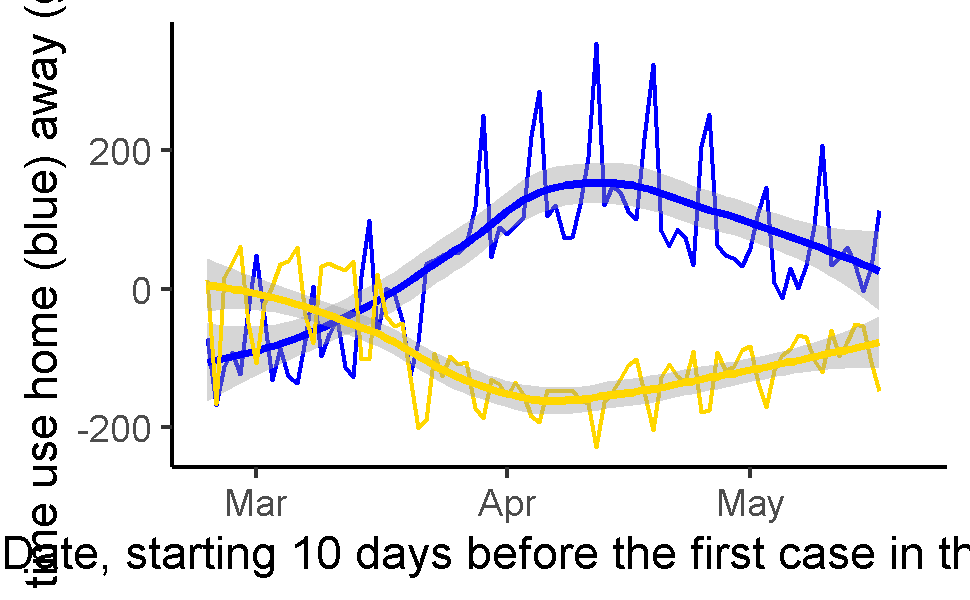 time use home (blue) away (
200
0
-200
Mar Apr May
Date, starting 10 days before the first case in th